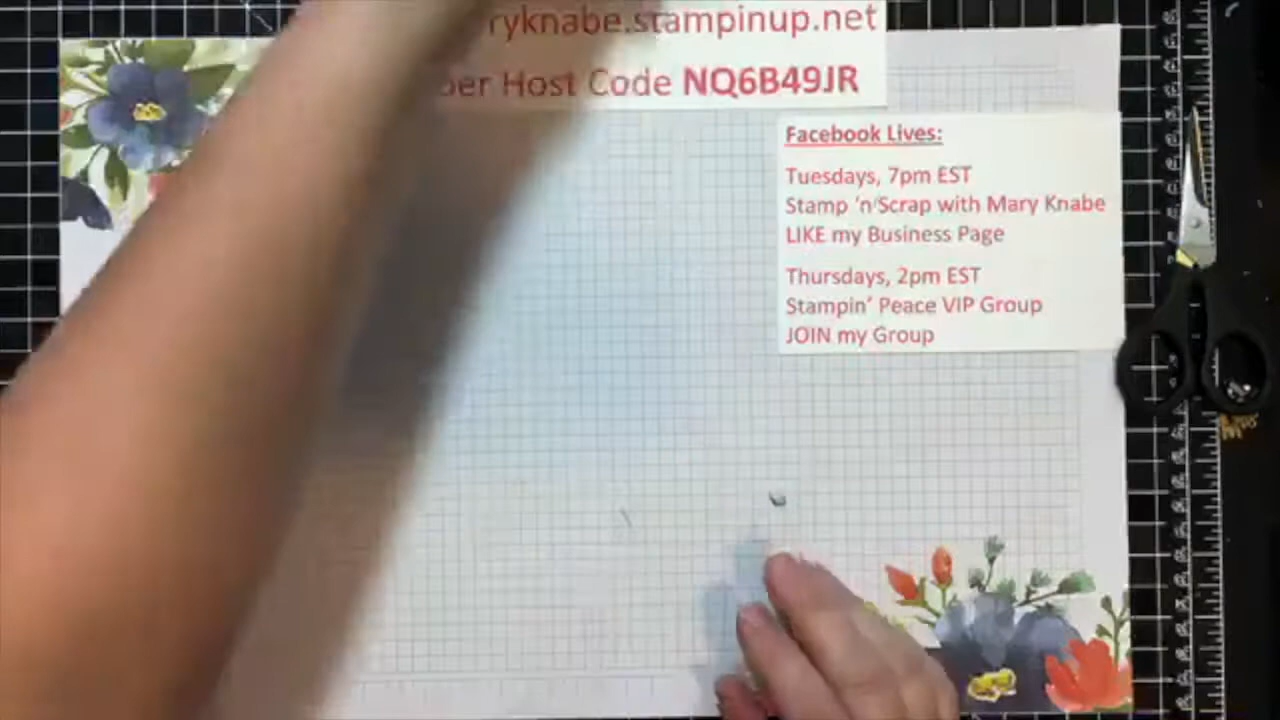 ryknabe.stampinup.net
ber Host Code NQ6B49JR
Facebook Lives:
Tuesdays, 7pm EST
Stamp ‘n’ Scrap with Mary Knabe
LIKE my Business Page
Thursdays, 2pm EST
Stampin’ Peace VIP Group
JOIN my Group